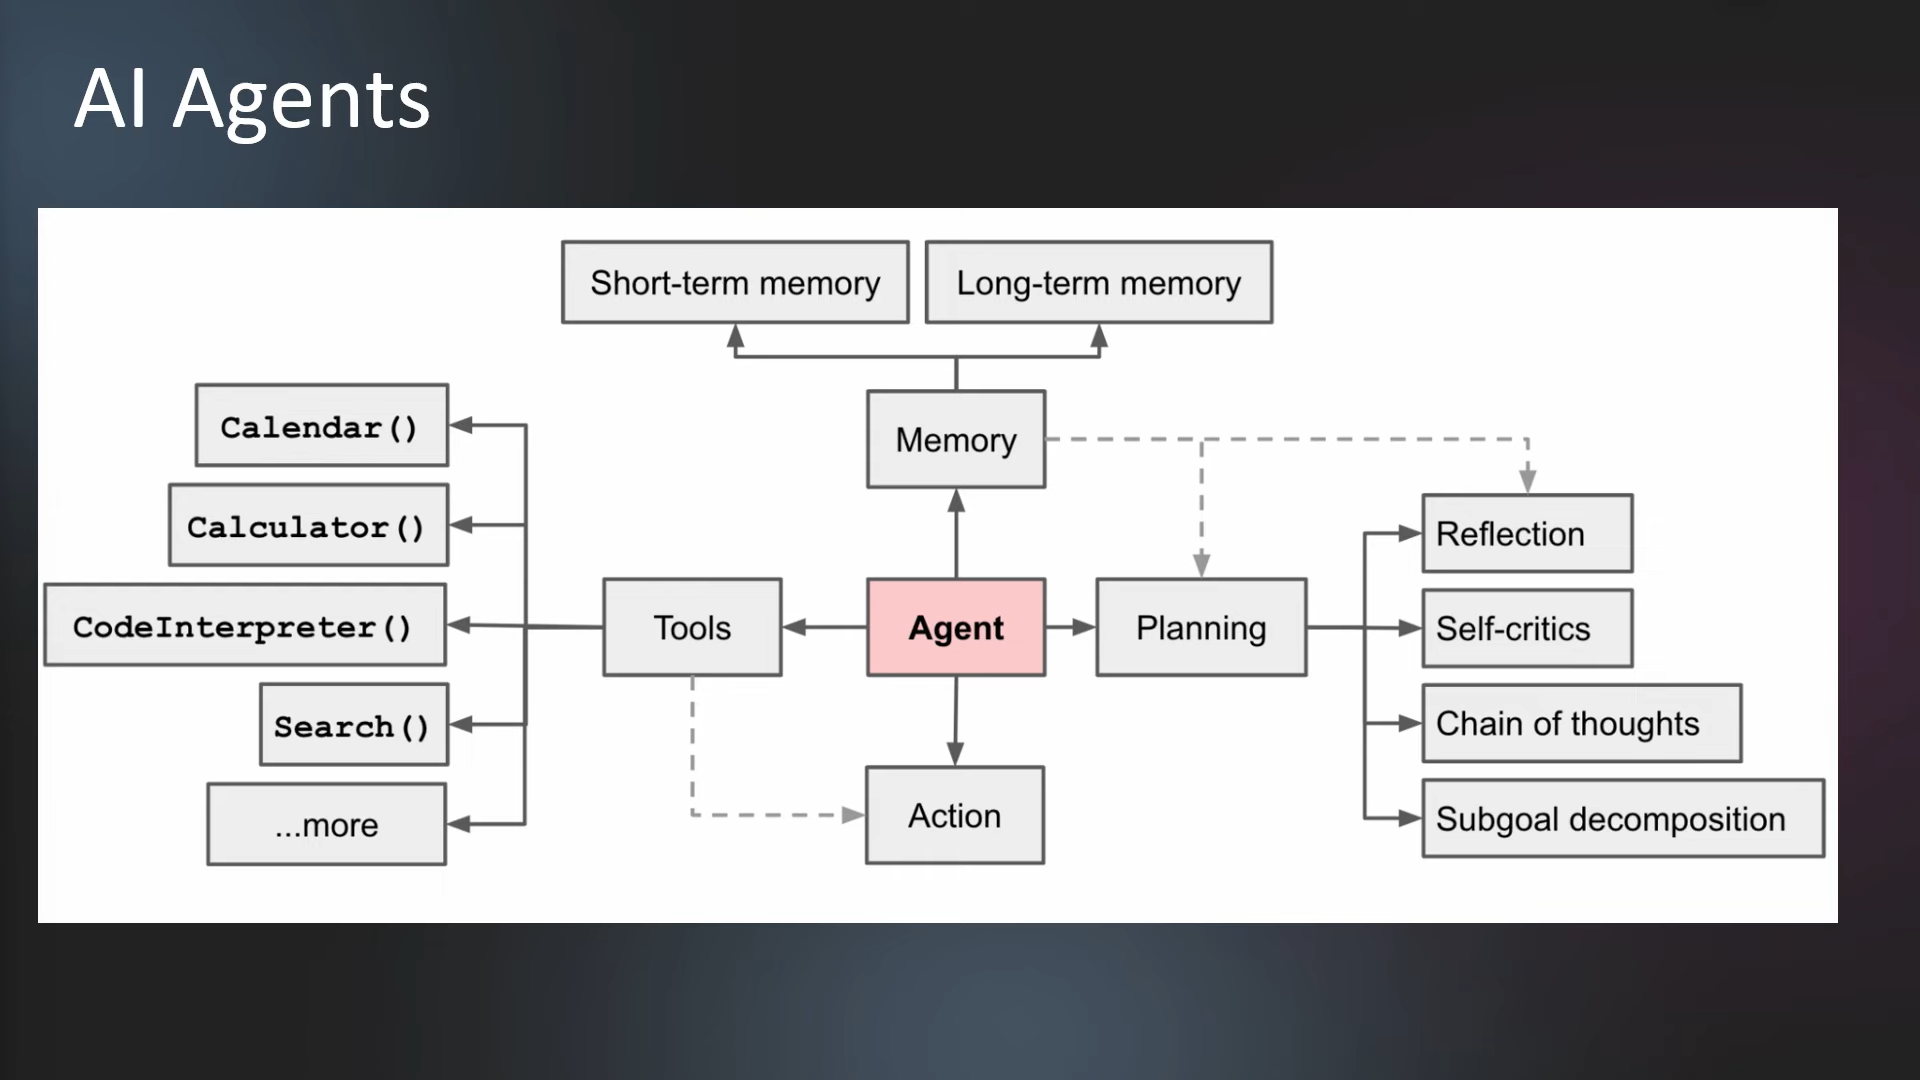 AI Agents
Short-term memory
Long-term memory
Calendar()
Memory
Calculator()
Reflection
CodeInterpreter()
Tools
Agent
Planning
Self-critics
Search()
Chain of thoughts
...more
Action
Subgoal decomposition